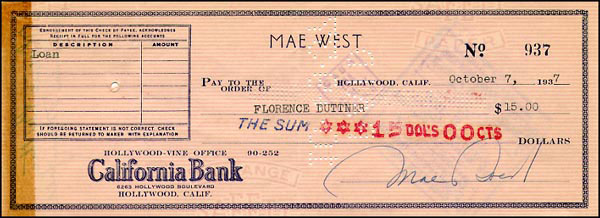 ENDORSEMENT OF THIS CHECK BY PAYEE, ACKNOWLEDGES
RECEIPT IN FULL FOR THE FOLLOWING ACCOUNTS
DESCRIPTION AMOUNT
Loan
IF FOREGOING STATEMENT IS NOT CORRECT, CHECK
SHOULD BE RETURNED TO MAKER WITH EXPLANATION
MAE WEST
No. 937
HOLLYWOOD, CALIF. October 7, 1937
PAY TO THE
ORDER OF FLORENCE DUTTNER $15.00
THE SUM ***15 DOL'S 00 CTS
DOLLARS
HOLLYWOOD-VINE OFFICE 90-252
California Bank
6263 HOLLYWOOD BOULEVARD
HOLLYWOOD, CALIF.
Mae West